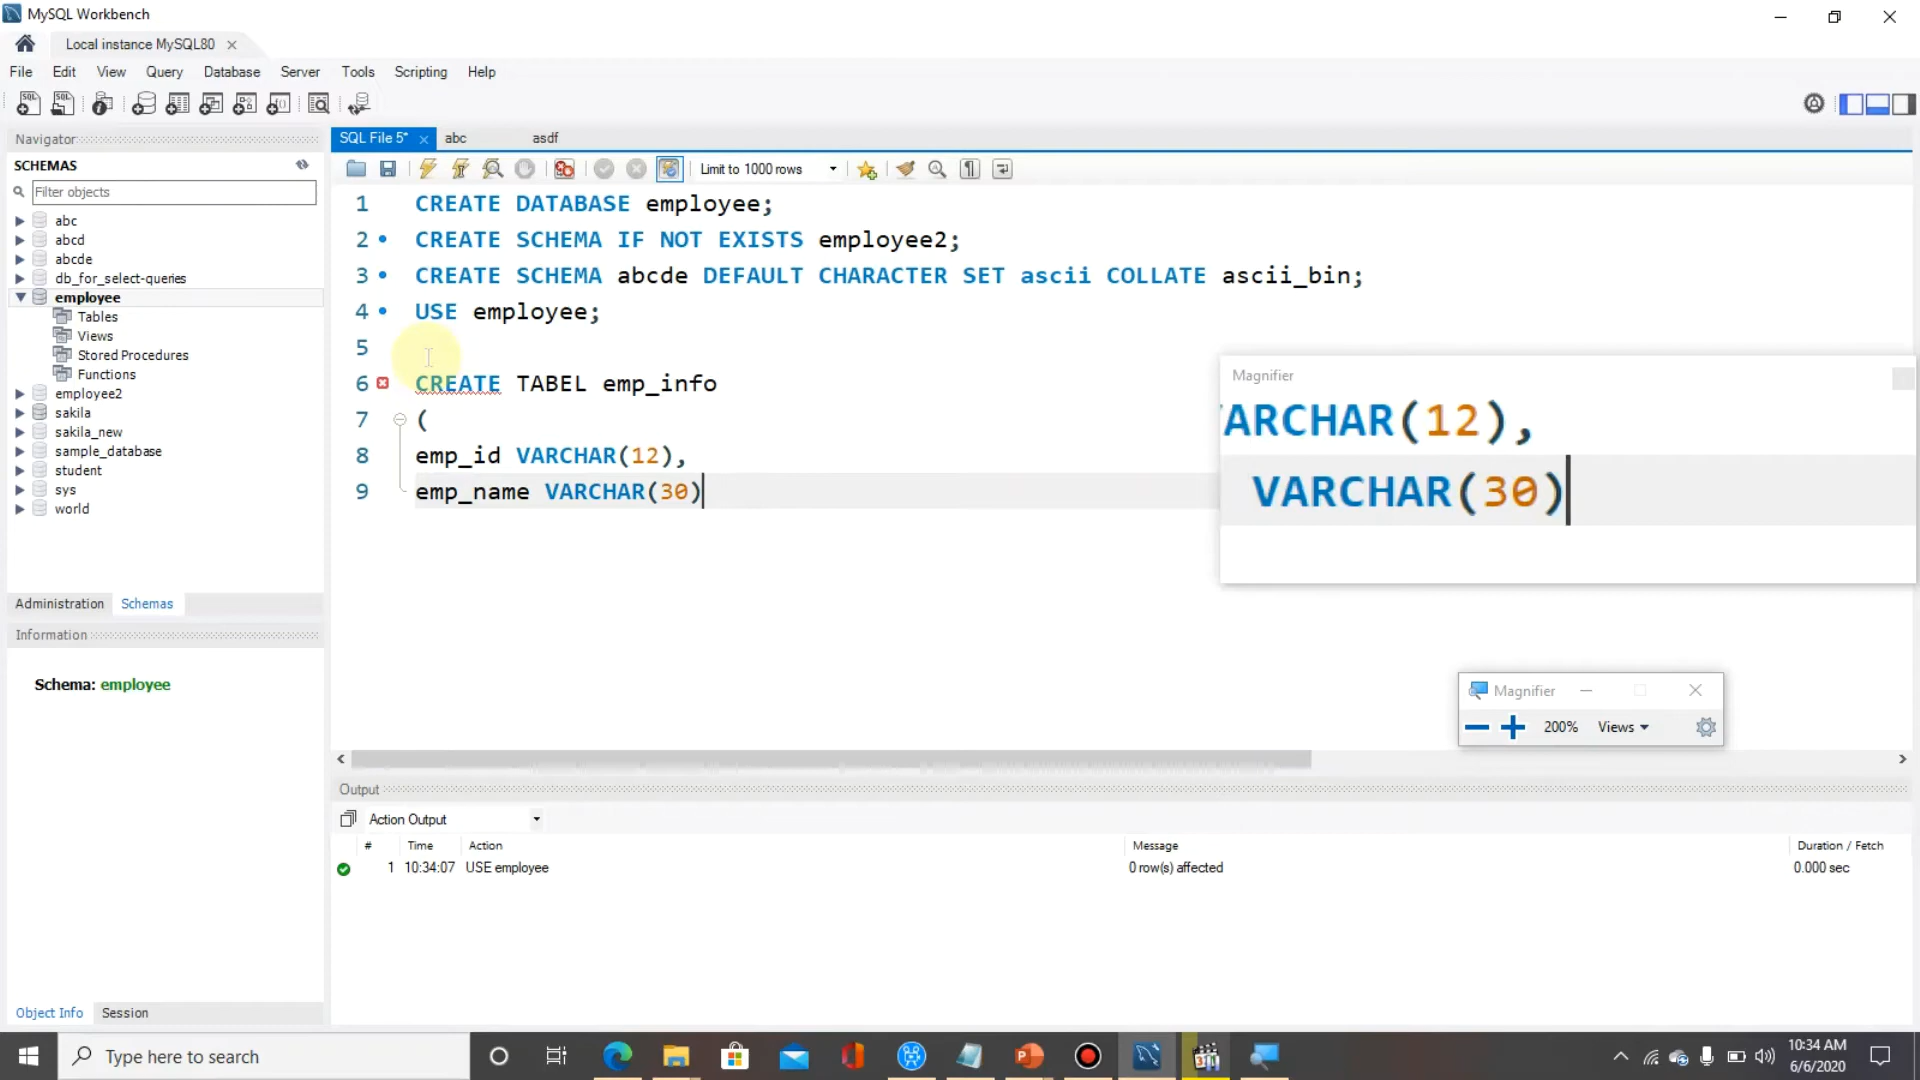 MySQL Workbench
Local instance MySQL80
File Edit View Query Database Server Tools Scripting Help
Navigator
SCHEMAS
Filter objects
abc
abcd
abcde
db_for_select-queries
employee
Tables
Views
Stored Procedures
Functions
employee2
sakila
sakila_new
sample_database
student
sys
world
Administration Schemas
Information
Schema: employee
Object Info Session
SQL File 5* abc asdf
Limit to 1000 rows
1 CREATE DATABASE employee;
2 CREATE SCHEMA IF NOT EXISTS employee2;
3 CREATE SCHEMA abcde DEFAULT CHARACTER SET ascii COLLATE ascii_bin;
4 USE employee;
5
6 CREATE TABEL emp_info
7 (
8 emp_id VARCHAR(12),
9 emp_name VARCHAR(30)
Magnifier
ARCHAR(12),
VARCHAR(30)
Magnifier
200% Views
Output
Action Output
# Time Action Message Duration / Fetch
1 10:34:07 USE employee 0 row(s) affected 0.000 sec
Type here to search
10:34 AM
6/6/2020